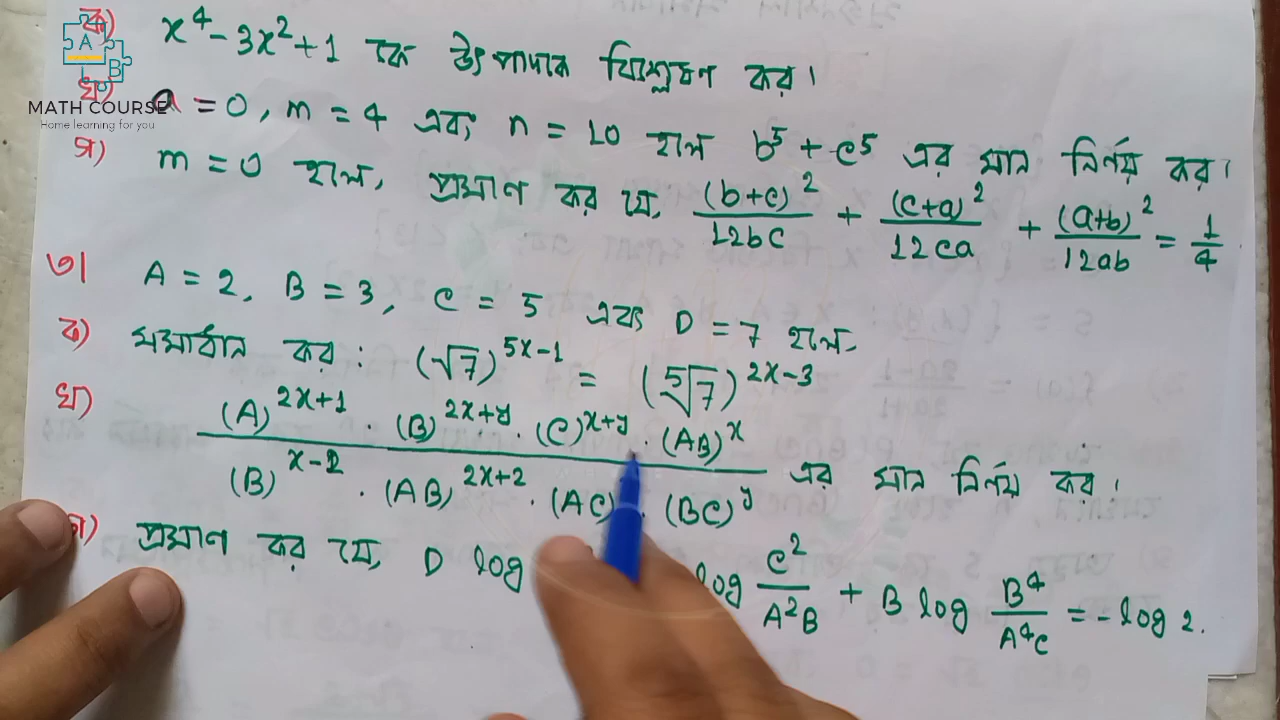 ক) x⁴ - 3x² + 1 কে উৎপাদকে বিশ্লেষণ কর।
MATH COURSE
Home learning for you
খ) a = 0, m = 4 এবং n = 10 হলে b⁵ + c⁵ এর মান নির্ণয় কর।
গ) m = 0 হলে, প্রমাণ কর যে, (b+c)²/12bc + (c+a)²/12ca + (a+b)²/12ab = 1/4
৩। A = 2, B = 3, C = 5 এবং D = 7 হলে,
ক) সমাধান কর: (√7)^(5x-1) = (⁵√7)^(2x-3)
খ) (A)^(2x+1) · (B)^(2x+y) · (C)^(x+y) · (AB)^x / (B)^(x-2) · (AB)^(2x+2) · (AC) · (BC)^y এর মান নির্ণয় কর।
গ) প্রমাণ কর যে, D log log C²/A²B + B log B⁴/A⁴C = - log 2.